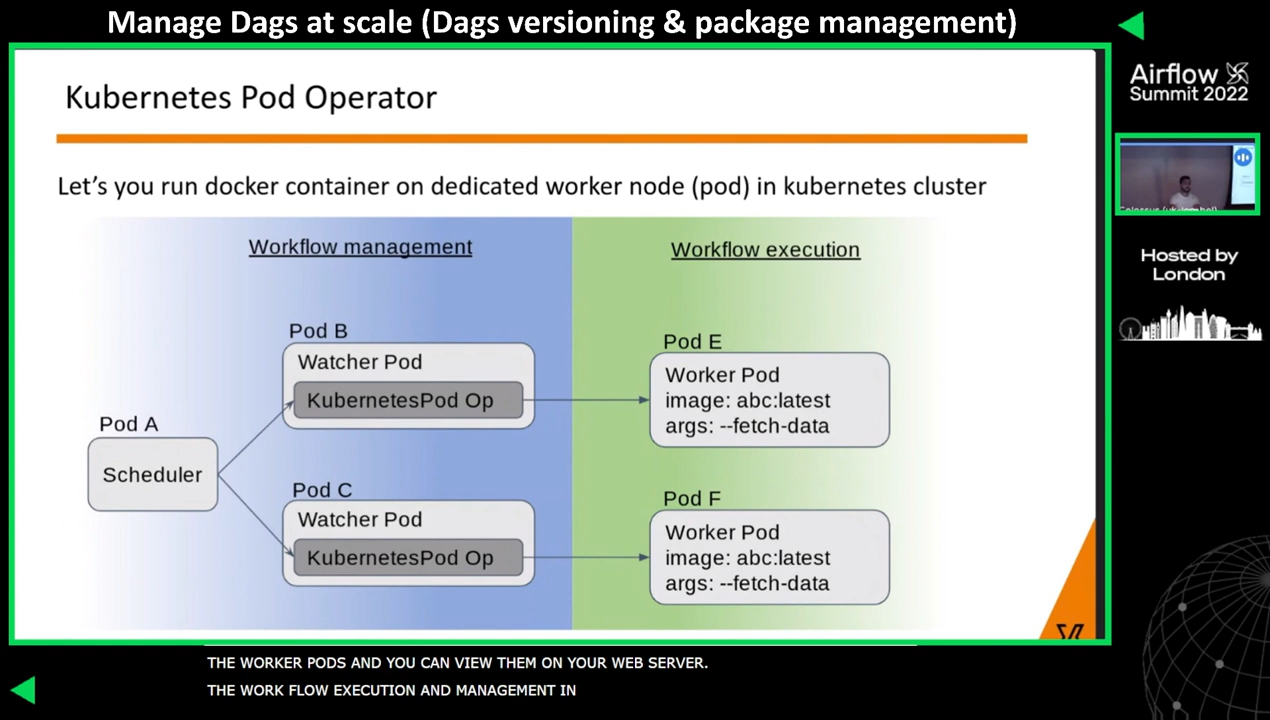 Manage Dags at scale (Dags versioning & package management)
Airflow
Summit 2022
Kubernetes Pod Operator
Let's you run docker container on dedicated worker node (pod) in kubernetes cluster
Workflow management
Workflow execution
Pod A
Scheduler
Pod B
Watcher Pod
KubernetesPod Op
Pod C
Watcher Pod
KubernetesPod Op
Pod E
Worker Pod
image: abc:latest
args: --fetch-data
Pod F
Worker Pod
image: abc:latest
args: --fetch-data
Hosted by
London
THE WORKER PODS AND YOU CAN VIEW THEM ON YOUR WEB SERVER.
THE WORK FLOW EXECUTION AND MANAGEMENT IN